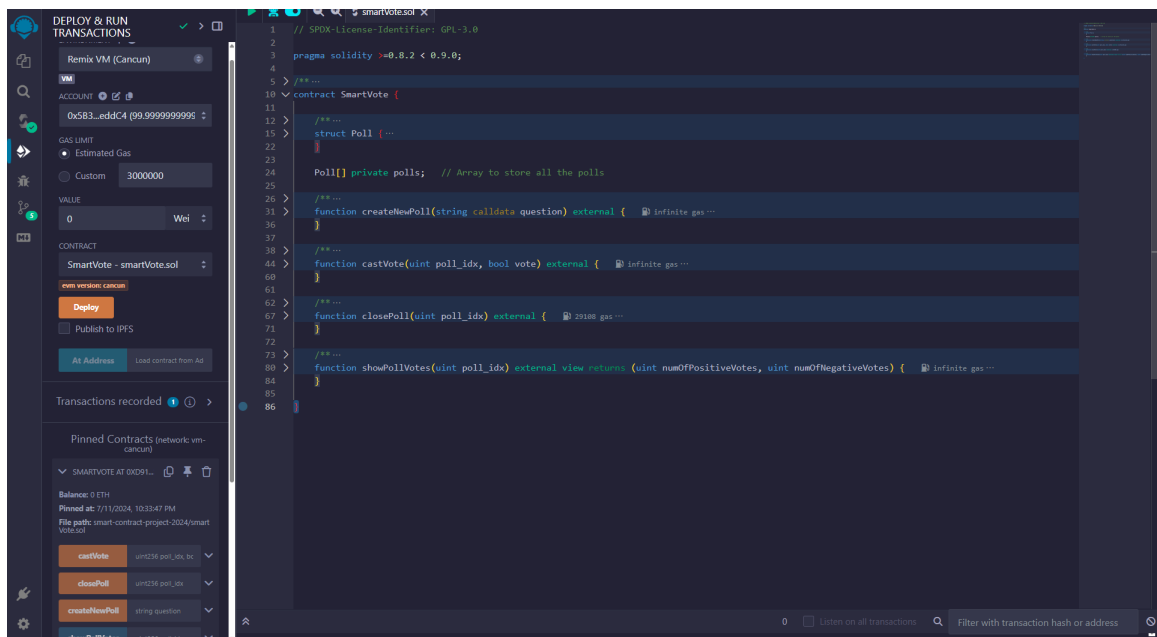 DEPLOY & RUN
TRANSACTIONS
Remix VM (Cancun)
VM
ACCOUNT
0x5B3...eddC4 (99.9999999999
GAS LIMIT
Estimated Gas
Custom 3000000
VALUE
0 Wei
CONTRACT
SmartVote - smartVote.sol
evm version: cancun
Deploy
Publish to IPFS
At Address Load contract from Ad
Transactions recorded 1 i
Pinned Contracts (network: vm-
cancun)
SMARTVOTE AT 0XD91...
Balance: 0 ETH
Pinned at: 7/11/2024, 10:33:47 PM
File path: smart-contract-project-2024/smart
Vote.sol
castVote uint256 poll_idx, bc
closePoll uint256 poll_idx
createNewPoll string question
5
smartVote.sol
1 // SPDX-License-Identifier: GPL-3.0
2
3 pragma solidity >=0.8.2 < 0.9.0;
4
5 /** ...
10 contract SmartVote {
11
12 /** ...
15 struct Poll { ...
22 }
23
24 Poll[] private polls; // Array to store all the polls
25
26 /** ...
31 function createNewPoll(string calldata question) external { infinite gas ...
36 }
37
38 /** ...
44 function castVote(uint poll_idx, bool vote) external { infinite gas ...
60 }
61
62 /** ...
67 function closePoll(uint poll_idx) external { 29108 gas ...
71 }
72
73 /** ...
80 function showPollVotes(uint poll_idx) external view returns (uint numOfPositiveVotes, uint numOfNegativeVotes) { infinite gas ...
84 }
85
86 }
0 Listen on all transactions Filter with transaction hash or address